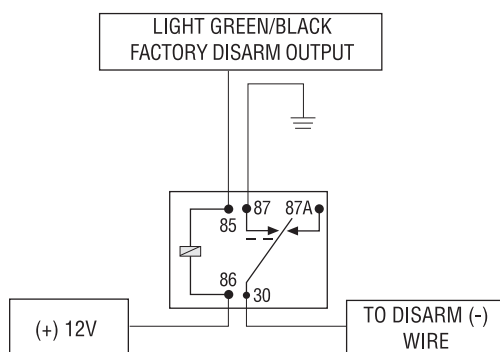 LIGHT GREEN/BLACK
FACTORY DISARM OUTPUT
87
87A
85
86
30
(+) 12V
TO DISARM (-)
WIRE